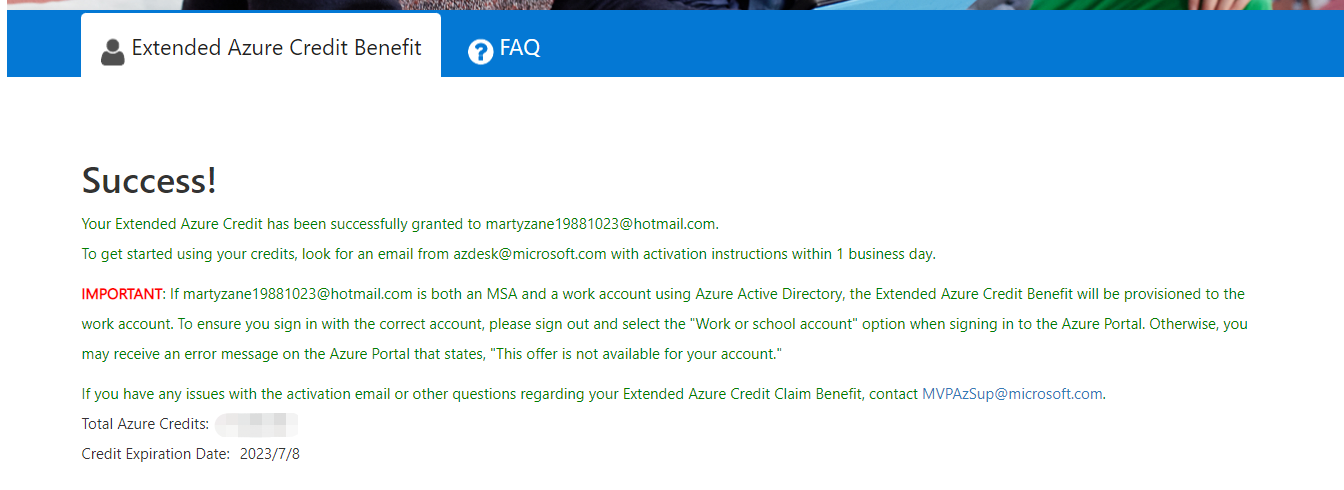 Extended Azure Credit Benefit
FAQ
Success!
Your Extended Azure Credit has been successfully granted to martyzane19881023@hotmail.com.
To get started using your credits, look for an email from azdesk@microsoft.com with activation instructions within 1 business day.
IMPORTANT: If martyzane19881023@hotmail.com is both an MSA and a work account using Azure Active Directory, the Extended Azure Credit Benefit will be provisioned to the
work account. To ensure you sign in with the correct account, please sign out and select the "Work or school account" option when signing in to the Azure Portal. Otherwise, you
may receive an error message on the Azure Portal that states, "This offer is not available for your account."
If you have any issues with the activation email or other questions regarding your Extended Azure Credit Claim Benefit, contact MVPAzSup@microsoft.com.
Total Azure Credits:
Credit Expiration Date: 2023/7/8